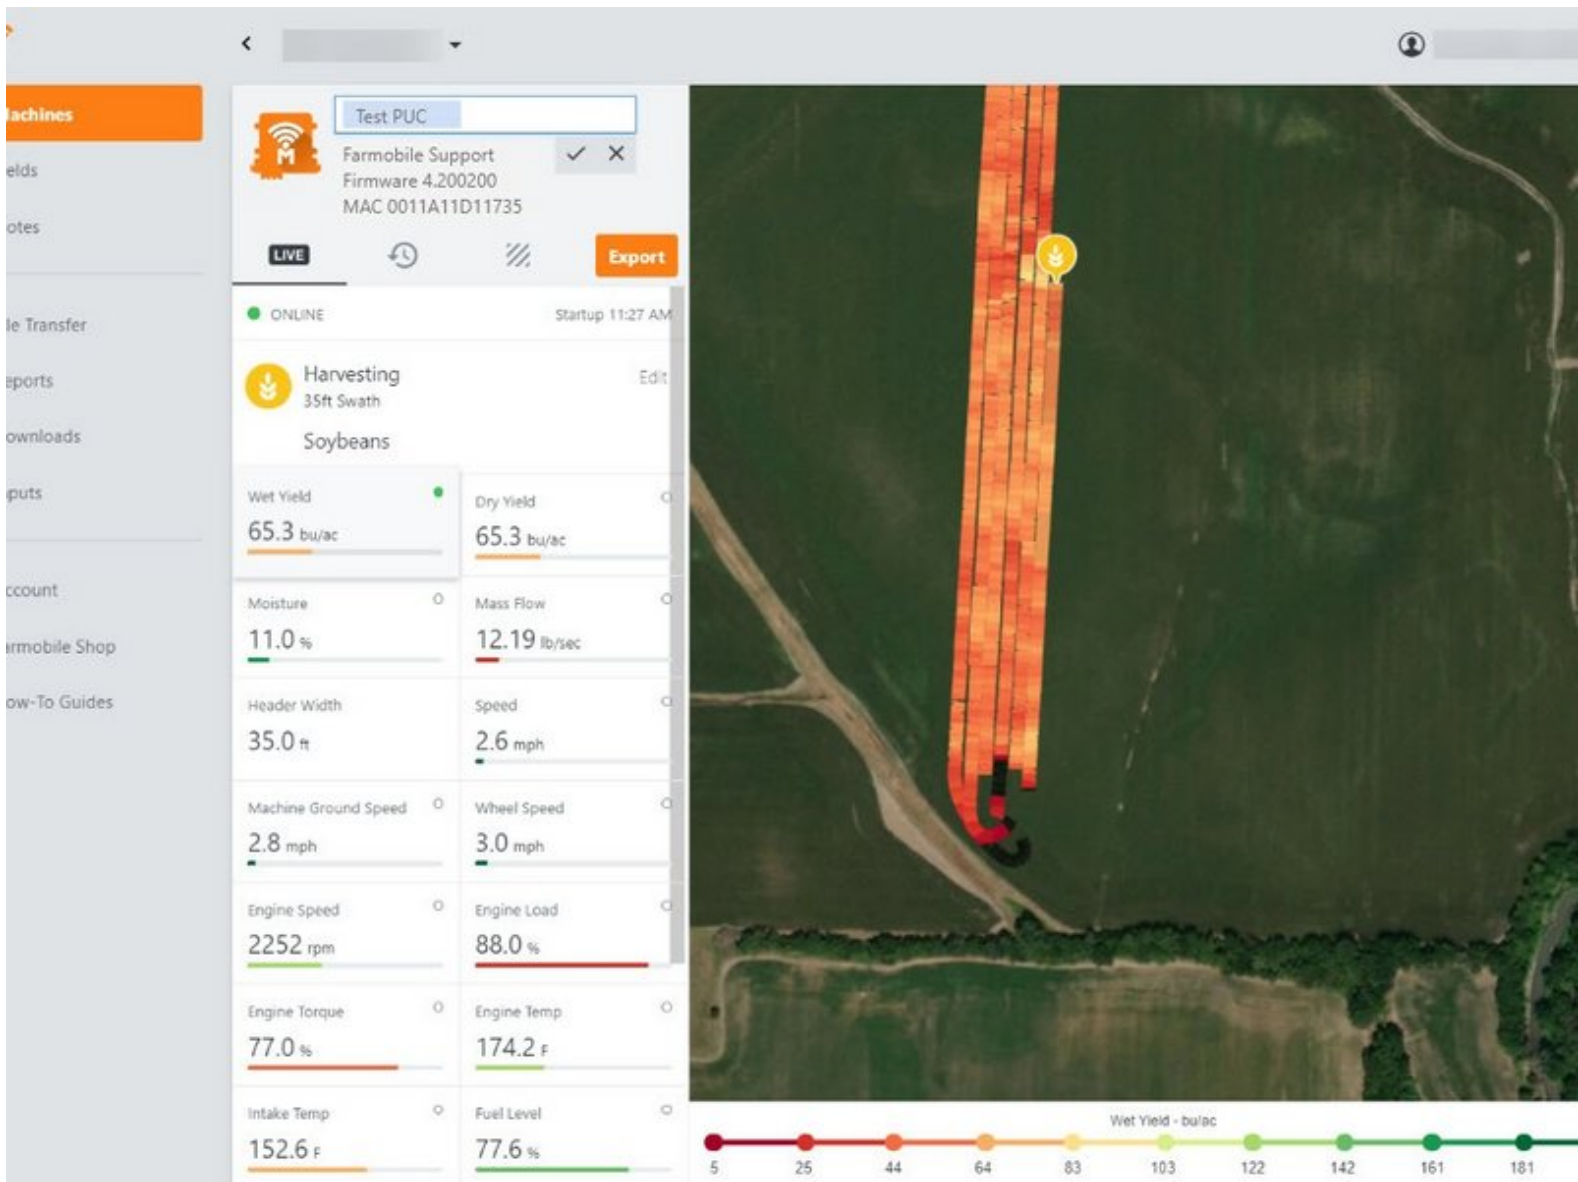 achines
elds
otes
le Transfer
eports
ownloads
puts
ccount
armobile Shop
ow-To Guides
Test PUC
Farmobile Support
Firmware 4.200200
MAC 0011A11D11735
LIVE
Export
ONLINE
Startup 11:27 AM
Harvesting
Edit
35ft Swath
Soybeans
Wet Yield
65.3 bu/ac
Dry Yield
65.3 bu/ac
Moisture
11.0 %
Mass Flow
12.19 lb/sec
Header Width
35.0 ft
Speed
2.6 mph
Machine Ground Speed
2.8 mph
Wheel Speed
3.0 mph
Engine Speed
2252 rpm
Engine Load
88.0 %
Engine Torque
77.0 %
Engine Temp
174.2 F
Intake Temp
152.6 F
Fuel Level
77.6 %
Wet Yield - bu/ac
5 25 44 64 83 103 122 142 161 181